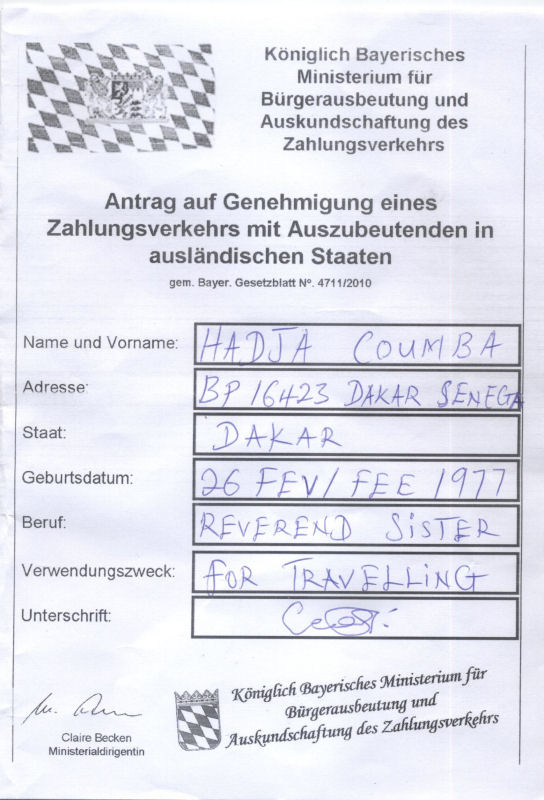 Königlich Bayerisches
Ministerium für
Bürgerausbeutung und
Auskundschaftung des
Zahlungsverkehrs
Antrag auf Genehmigung eines
Zahlungsverkehrs mit Auszubeutenden in
ausländischen Staaten
gem. Bayer. Gesetzblatt Nº. 4711/2010
Name und Vorname: HADJA COUMBA
Adresse: BP 16423 DAKAR SENEGA
Staat: DAKAR
Geburtsdatum: 26 FEV/FEE 1977
Beruf: REVEREND SiSTER
Verwendungszweck: foR TRAVELLING
Unterschrift:
Claire Becken
Ministerialdirigentin
Königlich Bayerisches Ministerium für
Bürgerausbeutung und
Auskundschaftung des Zahlungsverkehrs